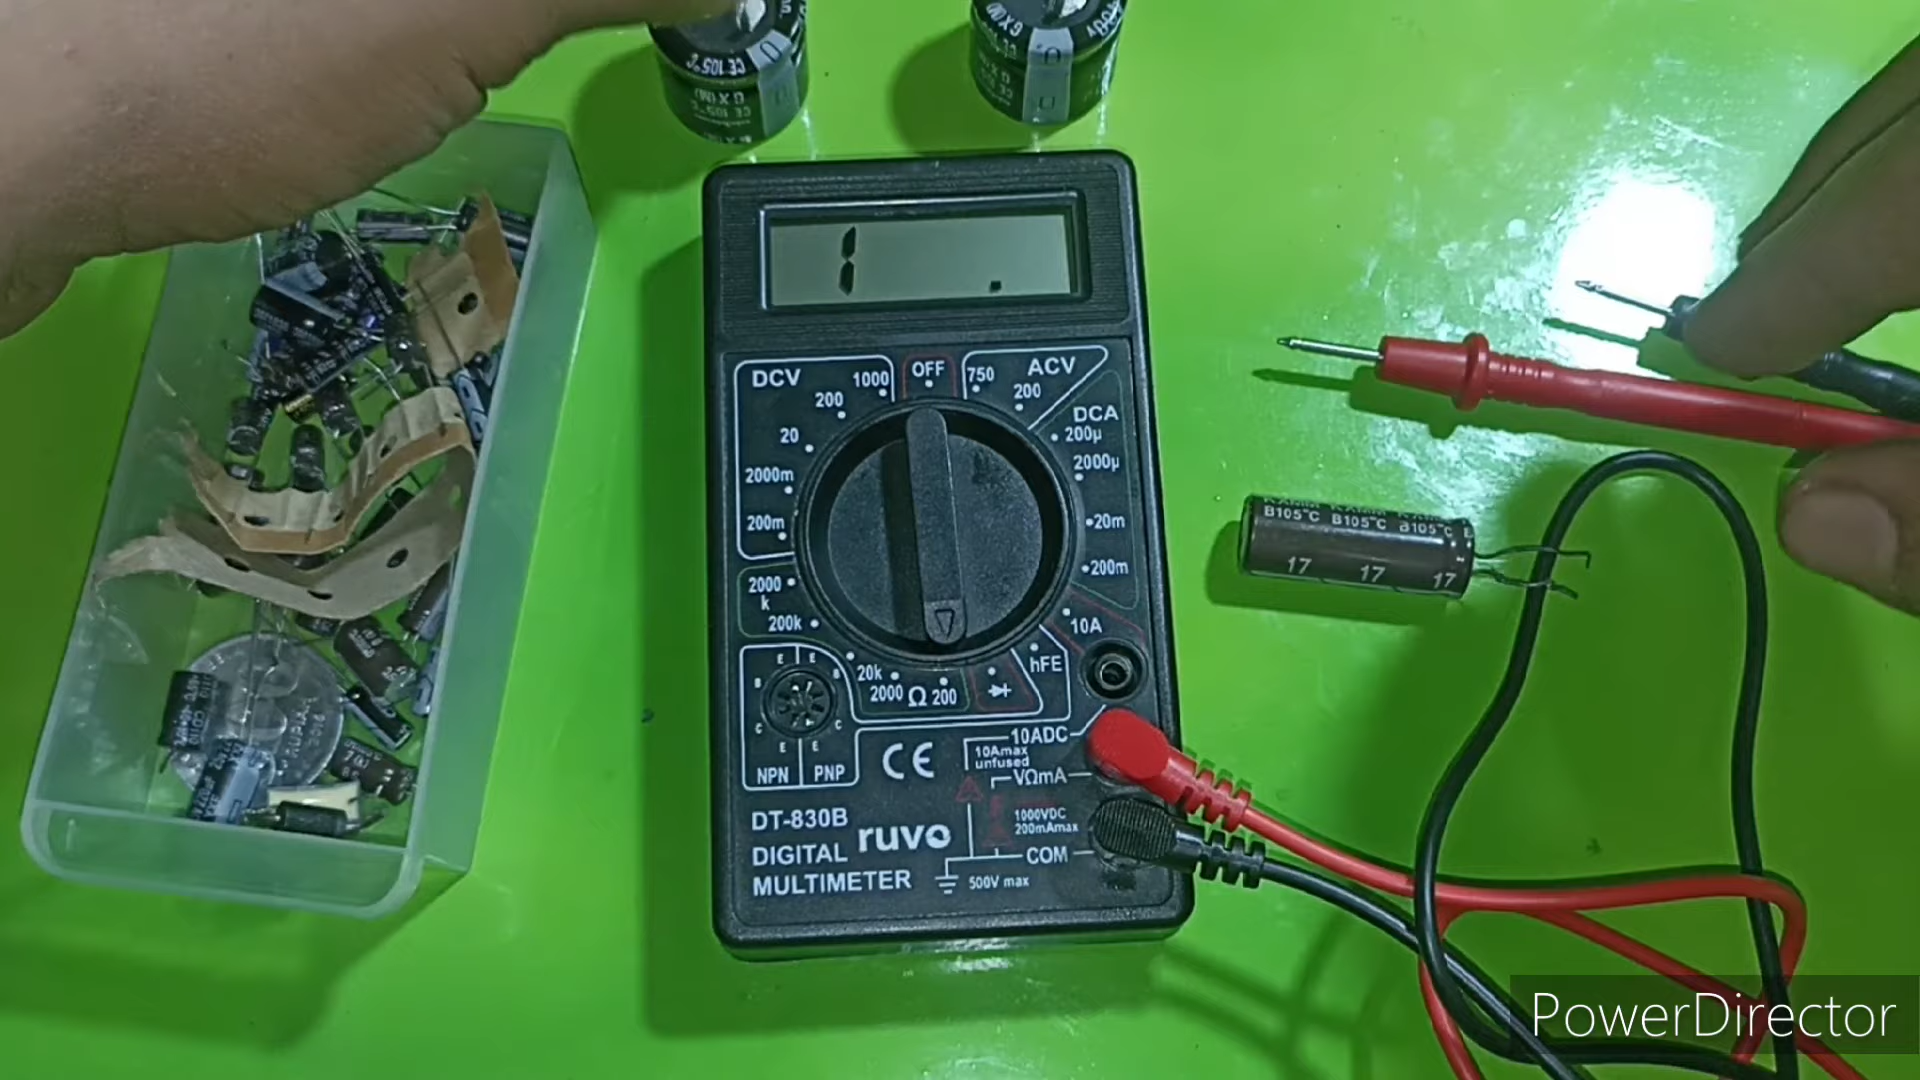 CE 105℃
DCV
1000
OFF
750
ACV
200
200
DCA
200µ
20
2000µ
2000m
200m
20m
200m
2000
k
200k
10A
hFE
20k
2000 Ω 200
E E
B B
C C
E E
NPN PNP
10ADC
10Amax
unfused
VΩmA
CE
1000VDC
200mAmax
COM
500V max
DT-830B
ruvo
DIGITAL
MULTIMETER
B105℃ B105℃ B105℃
17 17 17
PowerDirector